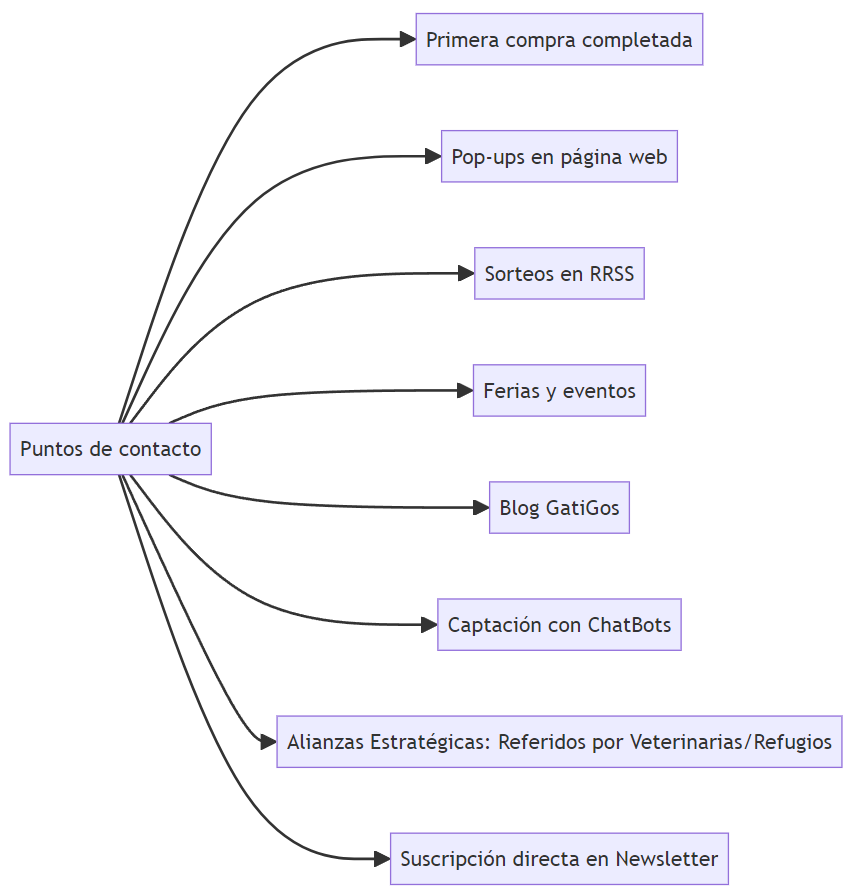 Primera compra completada
Pop-ups en página web
Sorteos en RRSS
Ferias y eventos
Puntos de contacto
Blog GatiGos
Captación con ChatBots
Alianzas Estratégicas: Referidos por Veterinarias/Refugios
Suscripción directa en Newsletter